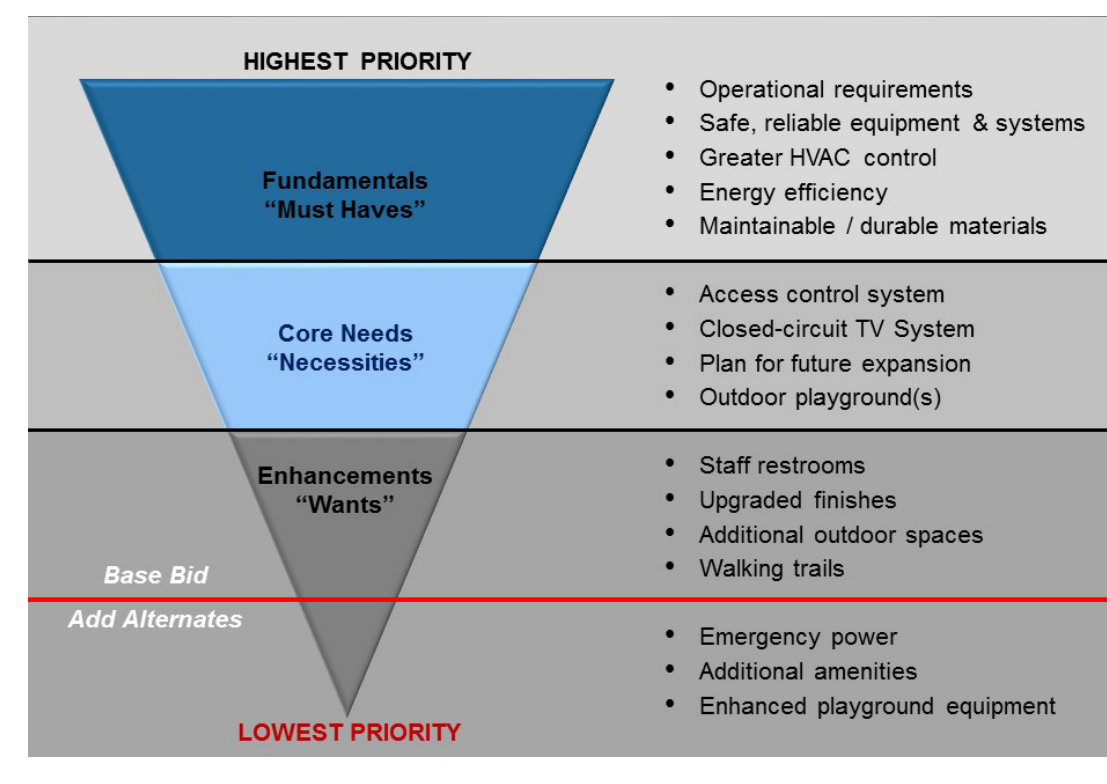 HIGHEST PRIORITY
Fundamentals
“Must Haves”
• Operational requirements
• Safe, reliable equipment & systems
• Greater HVAC control
• Energy efficiency
• Maintainable / durable materials
Core Needs
“Necessities”
• Access control system
• Closed-circuit TV System
• Plan for future expansion
• Outdoor playground(s)
Enhancements
“Wants”
• Staff restrooms
• Upgraded finishes
• Additional outdoor spaces
• Walking trails
Base Bid
Add Alternates
• Emergency power
• Additional amenities
• Enhanced playground equipment
LOWEST PRIORITY